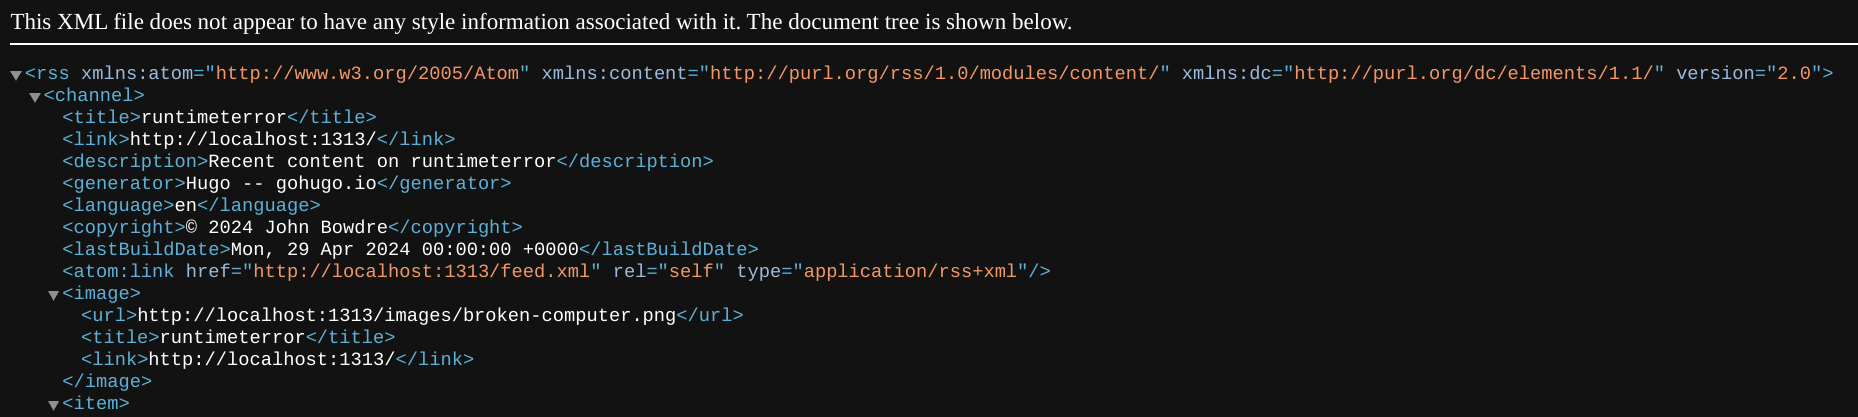 This XML file does not appear to have any style information associated with it. The document tree is shown below.
<rss xmlns:atom="http://www.w3.org/2005/Atom" xmlns:content="http://purl.org/rss/1.0/modules/content/" xmlns:dc="http://purl.org/dc/elements/1.1/" version="2.0">
<channel>
<title>runtimeterror</title>
<link>http://localhost:1313/</link>
<description>Recent content on runtimeterror</description>
<generator>Hugo -- gohugo.io</generator>
<language>en</language>
<copyright>© 2024 John Bowdre</copyright>
<lastBuildDate>Mon, 29 Apr 2024 00:00:00 +0000</lastBuildDate>
<atom:link href="http://localhost:1313/feed.xml" rel="self" type="application/rss+xml"/>
<image>
<url>http://localhost:1313/images/broken-computer.png</url>
<title>runtimeterror</title>
<link>http://localhost:1313/</link>
</image>
<item>